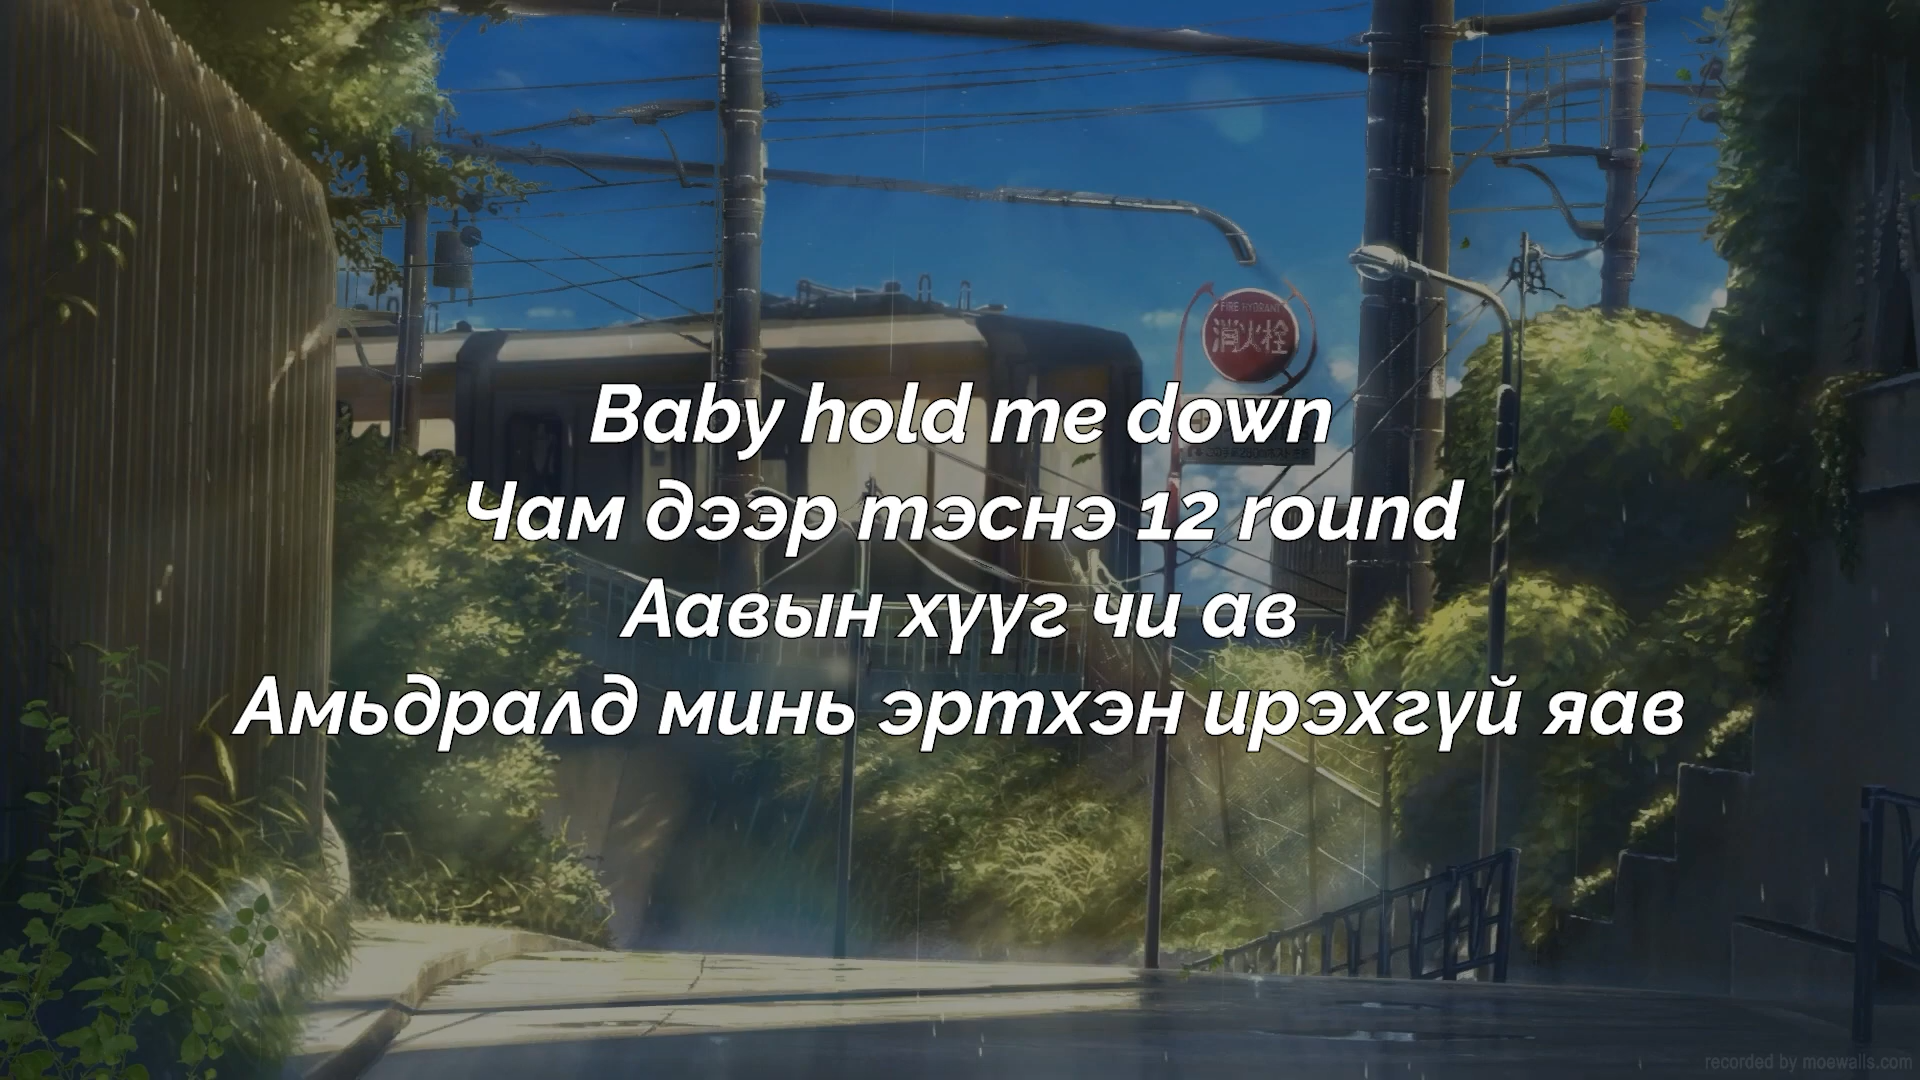 FIRE HYDRANT
消火栓
Baby hold me down
Чам дээр тэснэ 12 round
Аавын хүүг чи ав
Амьдралд минь эртхэн ирэхгүй яав
recorded by moewalls.com